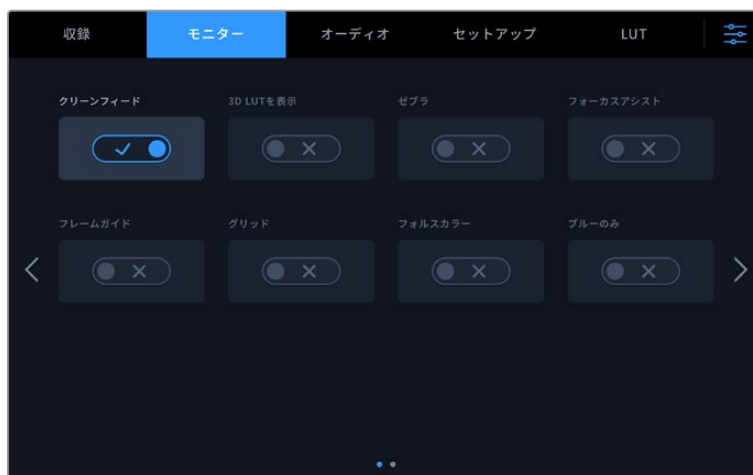 収録 モニター オーディオ セットアップ LUT
クリーンフィード 3D LUTを表示 ゼブラ フォーカスアシスト
フレームガイド グリッド フォルスカラー ブルーのみ